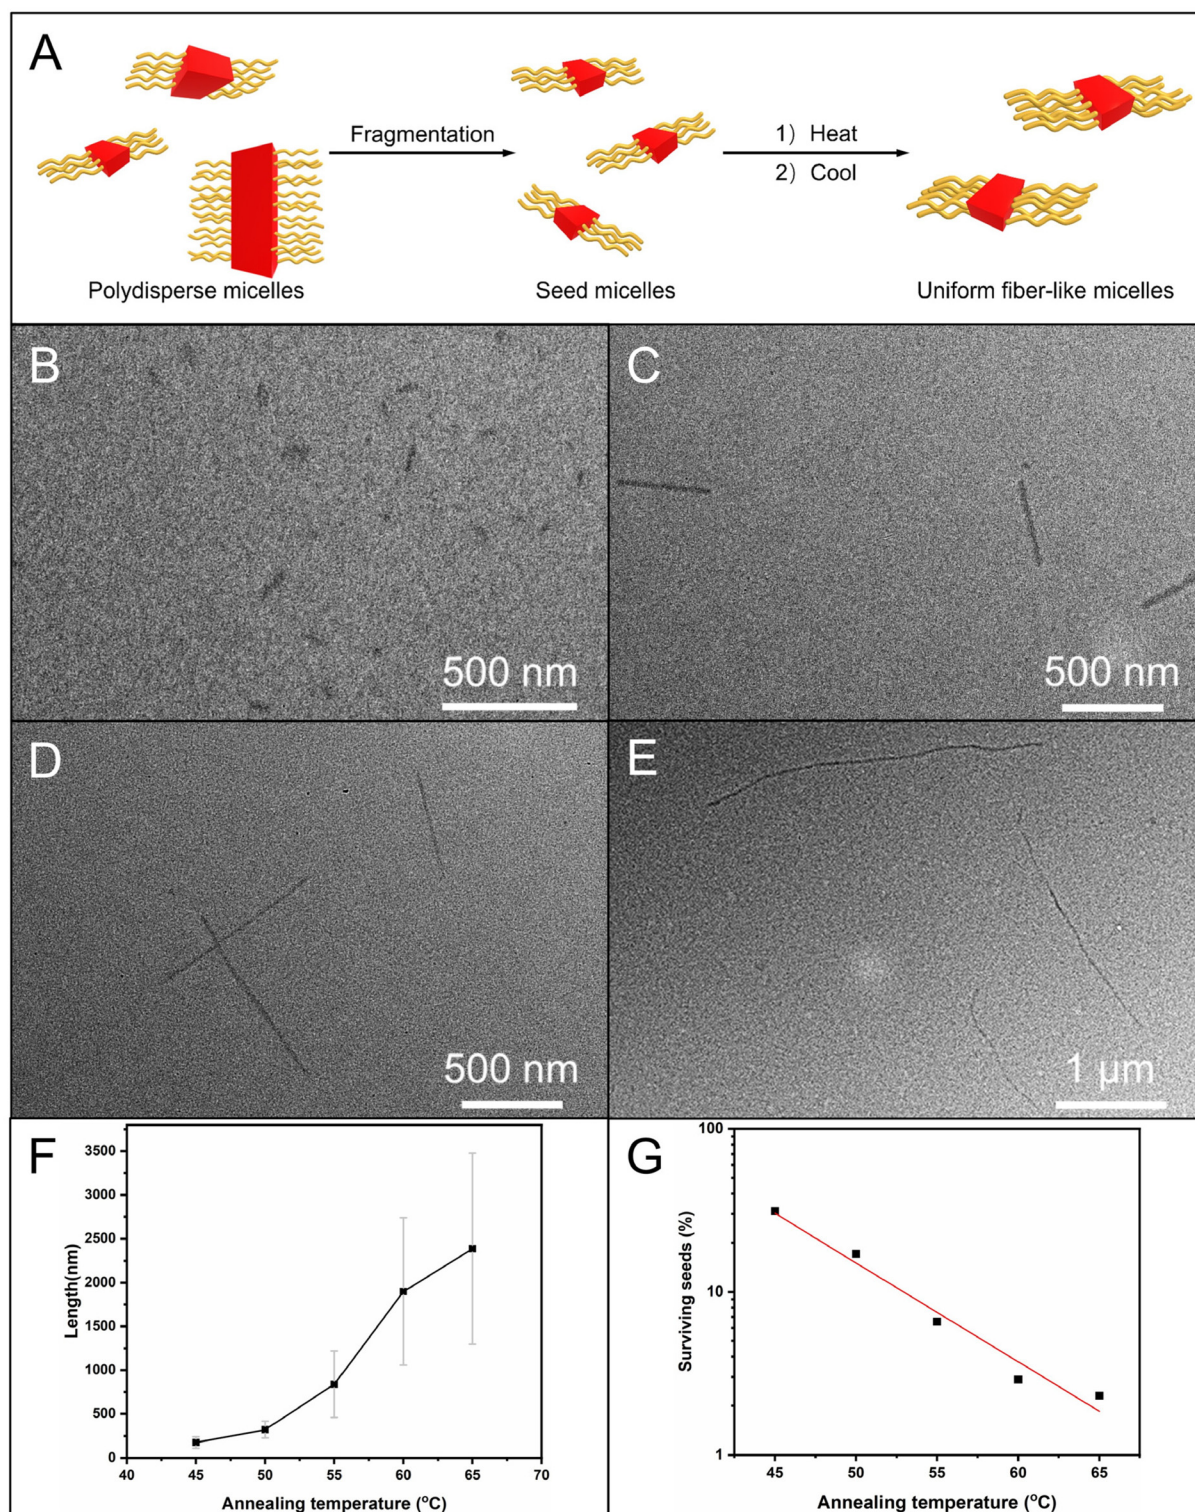 A
Fragmentation
1) Heat
2) Cool
Polydisperse micelles
Seed micelles
Uniform fiber-like micelles
B
500 nm
C
500 nm
D
500 nm
E
1 μm
F
Length(nm)
3500
3000
2500
2000
1500
1000
500
0
40 45 50 55 60 65 70
Annealing temperature (°C)
G
Surviving seeds (%)
100
10
1
45 50 55 60 65
Annealing temperature (°C)